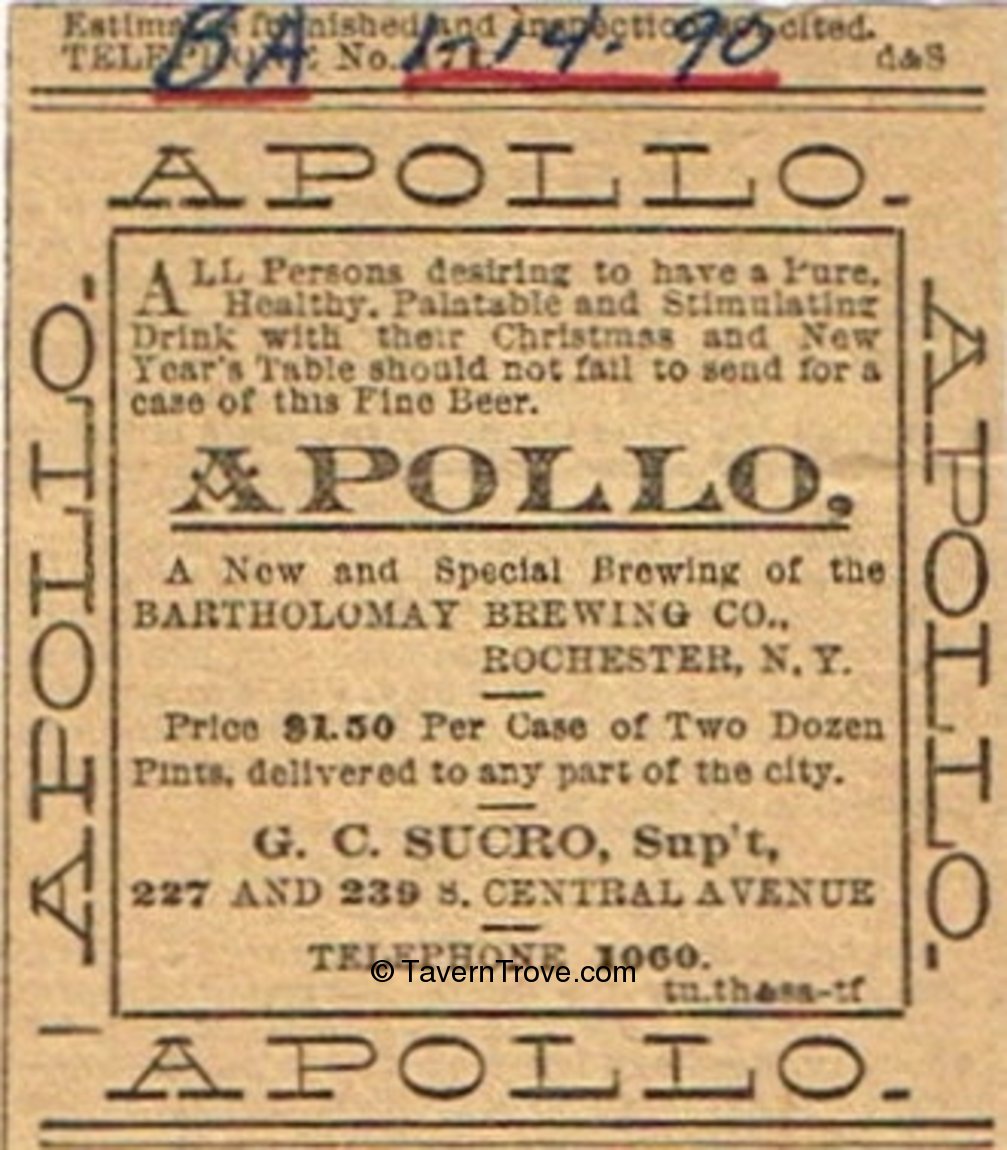 Estimates furnished and inspection solicited.
TELEPHONE No. 171. d&S
BA 1-14-90
APOLLO.
ALL Persons desiring to have a Pure,
Healthy, Palatable and Stimulating
Drink with their Christmas and New
Year's Table should not fail to send for a
case of this Fine Beer.
APOLLO,
A New and Special Brewing of the
BARTHOLOMAY BREWING CO.,
ROCHESTER, N. Y.
Price $1.50 Per Case of Two Dozen
Pints, delivered to any part of the city.
G. C. SUCRO, Sup't,
227 AND 239 S. CENTRAL AVENUE
TELEPHONE 1060.
© TavernTrove.com
tu.th&sa-tf
APOLLO.
APOLLO.
APOLLO.